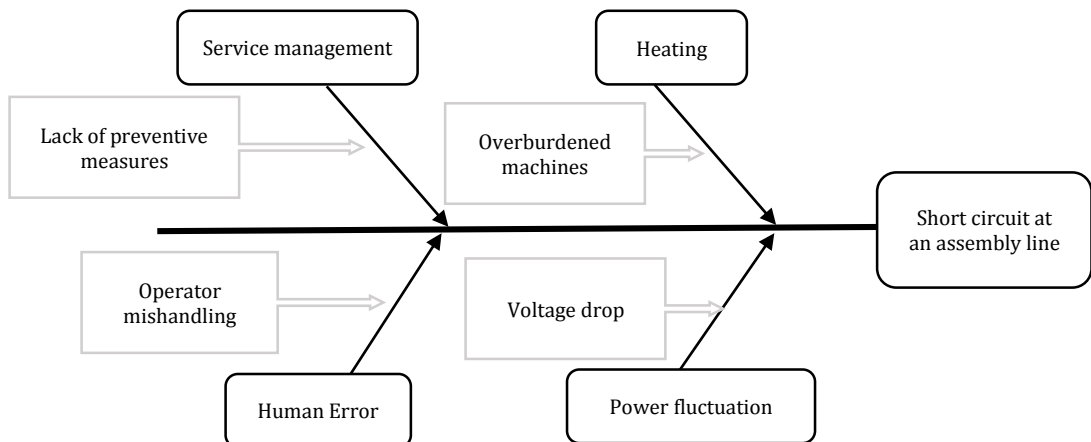 Service management
Heating
Lack of preventive
measures
Overburdened
machines
Short circuit at
an assembly line
Operator
mishandling
Voltage drop
Human Error
Power fluctuation